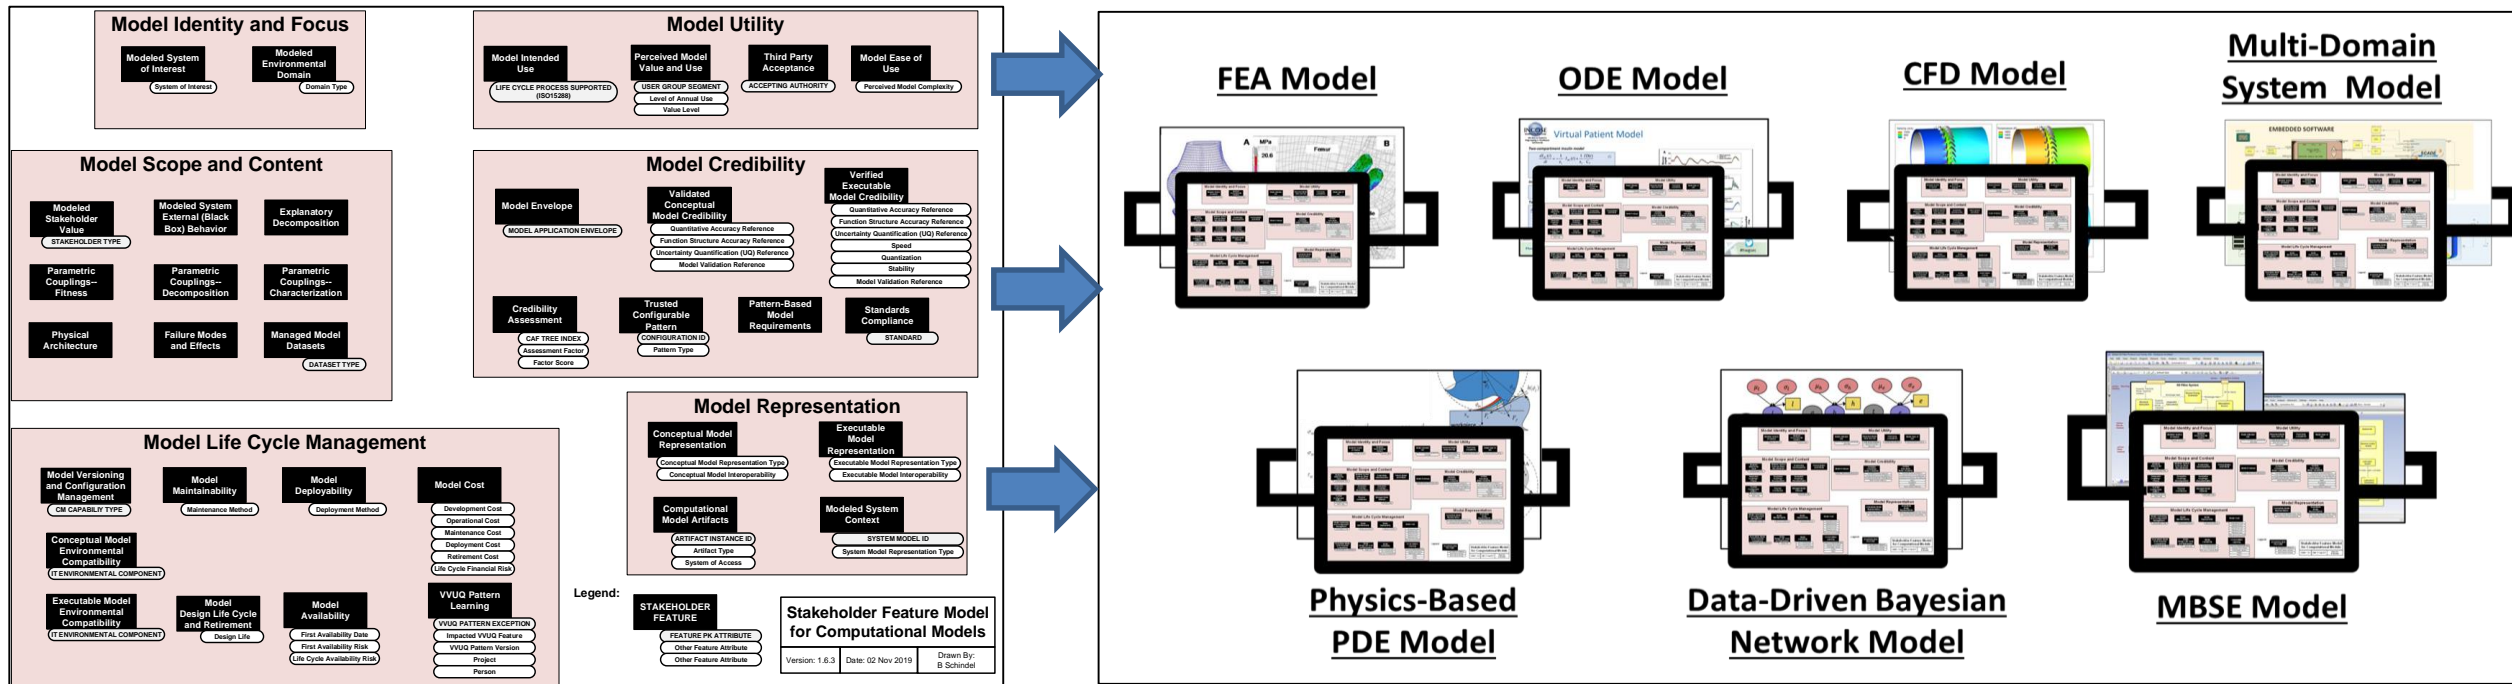 Model Identity and Focus
Modeled System
of Interest
System of Interest
Modeled
Environmental
Domain
Domain Type
Model Utility
Model Intended
Use
LIFE CYCLE PROCESS SUPPORTED
(ISO15288)
Perceived Model
Value and Use
USER GROUP SEGMENT
Level of Annual Use
Value Level
Third Party
Acceptance
ACCEPTING AUTHORITY
Model Ease of
Use
Perceived Model Complexity
Model Scope and Content
Modeled
Stakeholder
Value
STAKEHOLDER TYPE
Modeled System
External (Black
Box) Behavior
Explanatory
Decomposition
Parametric
Couplings--
Fitness
Parametric
Couplings--
Decomposition
Parametric
Couplings--
Characterization
Physical
Architecture
Failure Modes
and Effects
Managed Model
Datasets
DATASET TYPE
Model Credibility
Model Envelope
MODEL APPLICATION ENVELOPE
Validated
Conceptual
Model Credibility
Quantitative Accuracy Reference
Function Structure Accuracy Reference
Uncertainty Quantification (UQ) Reference
Model Validation Reference
Verified
Executable
Model Credibility
Quantitative Accuracy Reference
Function Structure Accuracy Reference
Uncertainty Quantification (UQ) Reference
Speed
Quantization
Stability
Model Validation Reference
Credibility
Assessment
CAF TREE INDEX
Assessment Factor
Factor Score
Trusted
Configurable
Pattern
CONFIGURATION ID
Pattern Type
Pattern-Based
Model
Requirements
Standards
Compliance
STANDARD
Model Life Cycle Management
Model Versioning
and Configuration
Management
CM CAPABILIY TYPE
Model
Maintainability
Maintenance Method
Model
Deployability
Deployment Method
Model Cost
Development Cost
Operational Cost
Maintenance Cost
Deployment Cost
Retirement Cost
Life Cycle Financial Risk
Conceptual Model
Environmental
Compatibility
IT ENVIRONMENTAL COMPONENT
Executable Model
Environmental
Compatibility
IT ENVIRONMENTAL COMPONENT
Model
Design Life Cycle
and Retirement
Design Life
Model
Availability
First Availability Date
First Availability Risk
Life Cycle Availability Risk
VVUQ Pattern
Learning
VVUQ PATTERN EXCEPTION
Impacted VVUQ Feature
VVUQ Pattern Version
Project
Person
Model Representation
Conceptual Model
Representation
Conceptual Model Representation Type
Conceptual Model Interoperability
Executable
Model
Representation
Executable Model Representation Type
Executable Model Interoperability
Computational
Model Artifacts
ARTIFACT INSTANCE ID
Artifact Type
System of Access
Modeled System
Context
SYSTEM MODEL ID
System Model Representation Type
Legend:
STAKEHOLDER
FEATURE
FEATURE PK ATTRIBUTE
Other Feature Attribute
Other Feature Attribute
Stakeholder Feature Model
for Computational Models
Version: 1.6.3
Date: 02 Nov 2019
Drawn By:
B Schindel
FEA Model
A
MPa
20.6
Femur
B
ODE Model
INCOSE
Virtual Patient Model
CFD Model
Multi-Domain
System Model
EMBEDDED SOFTWARE
Physics-Based
PDE Model
Data-Driven Bayesian
Network Model
MBSE Model